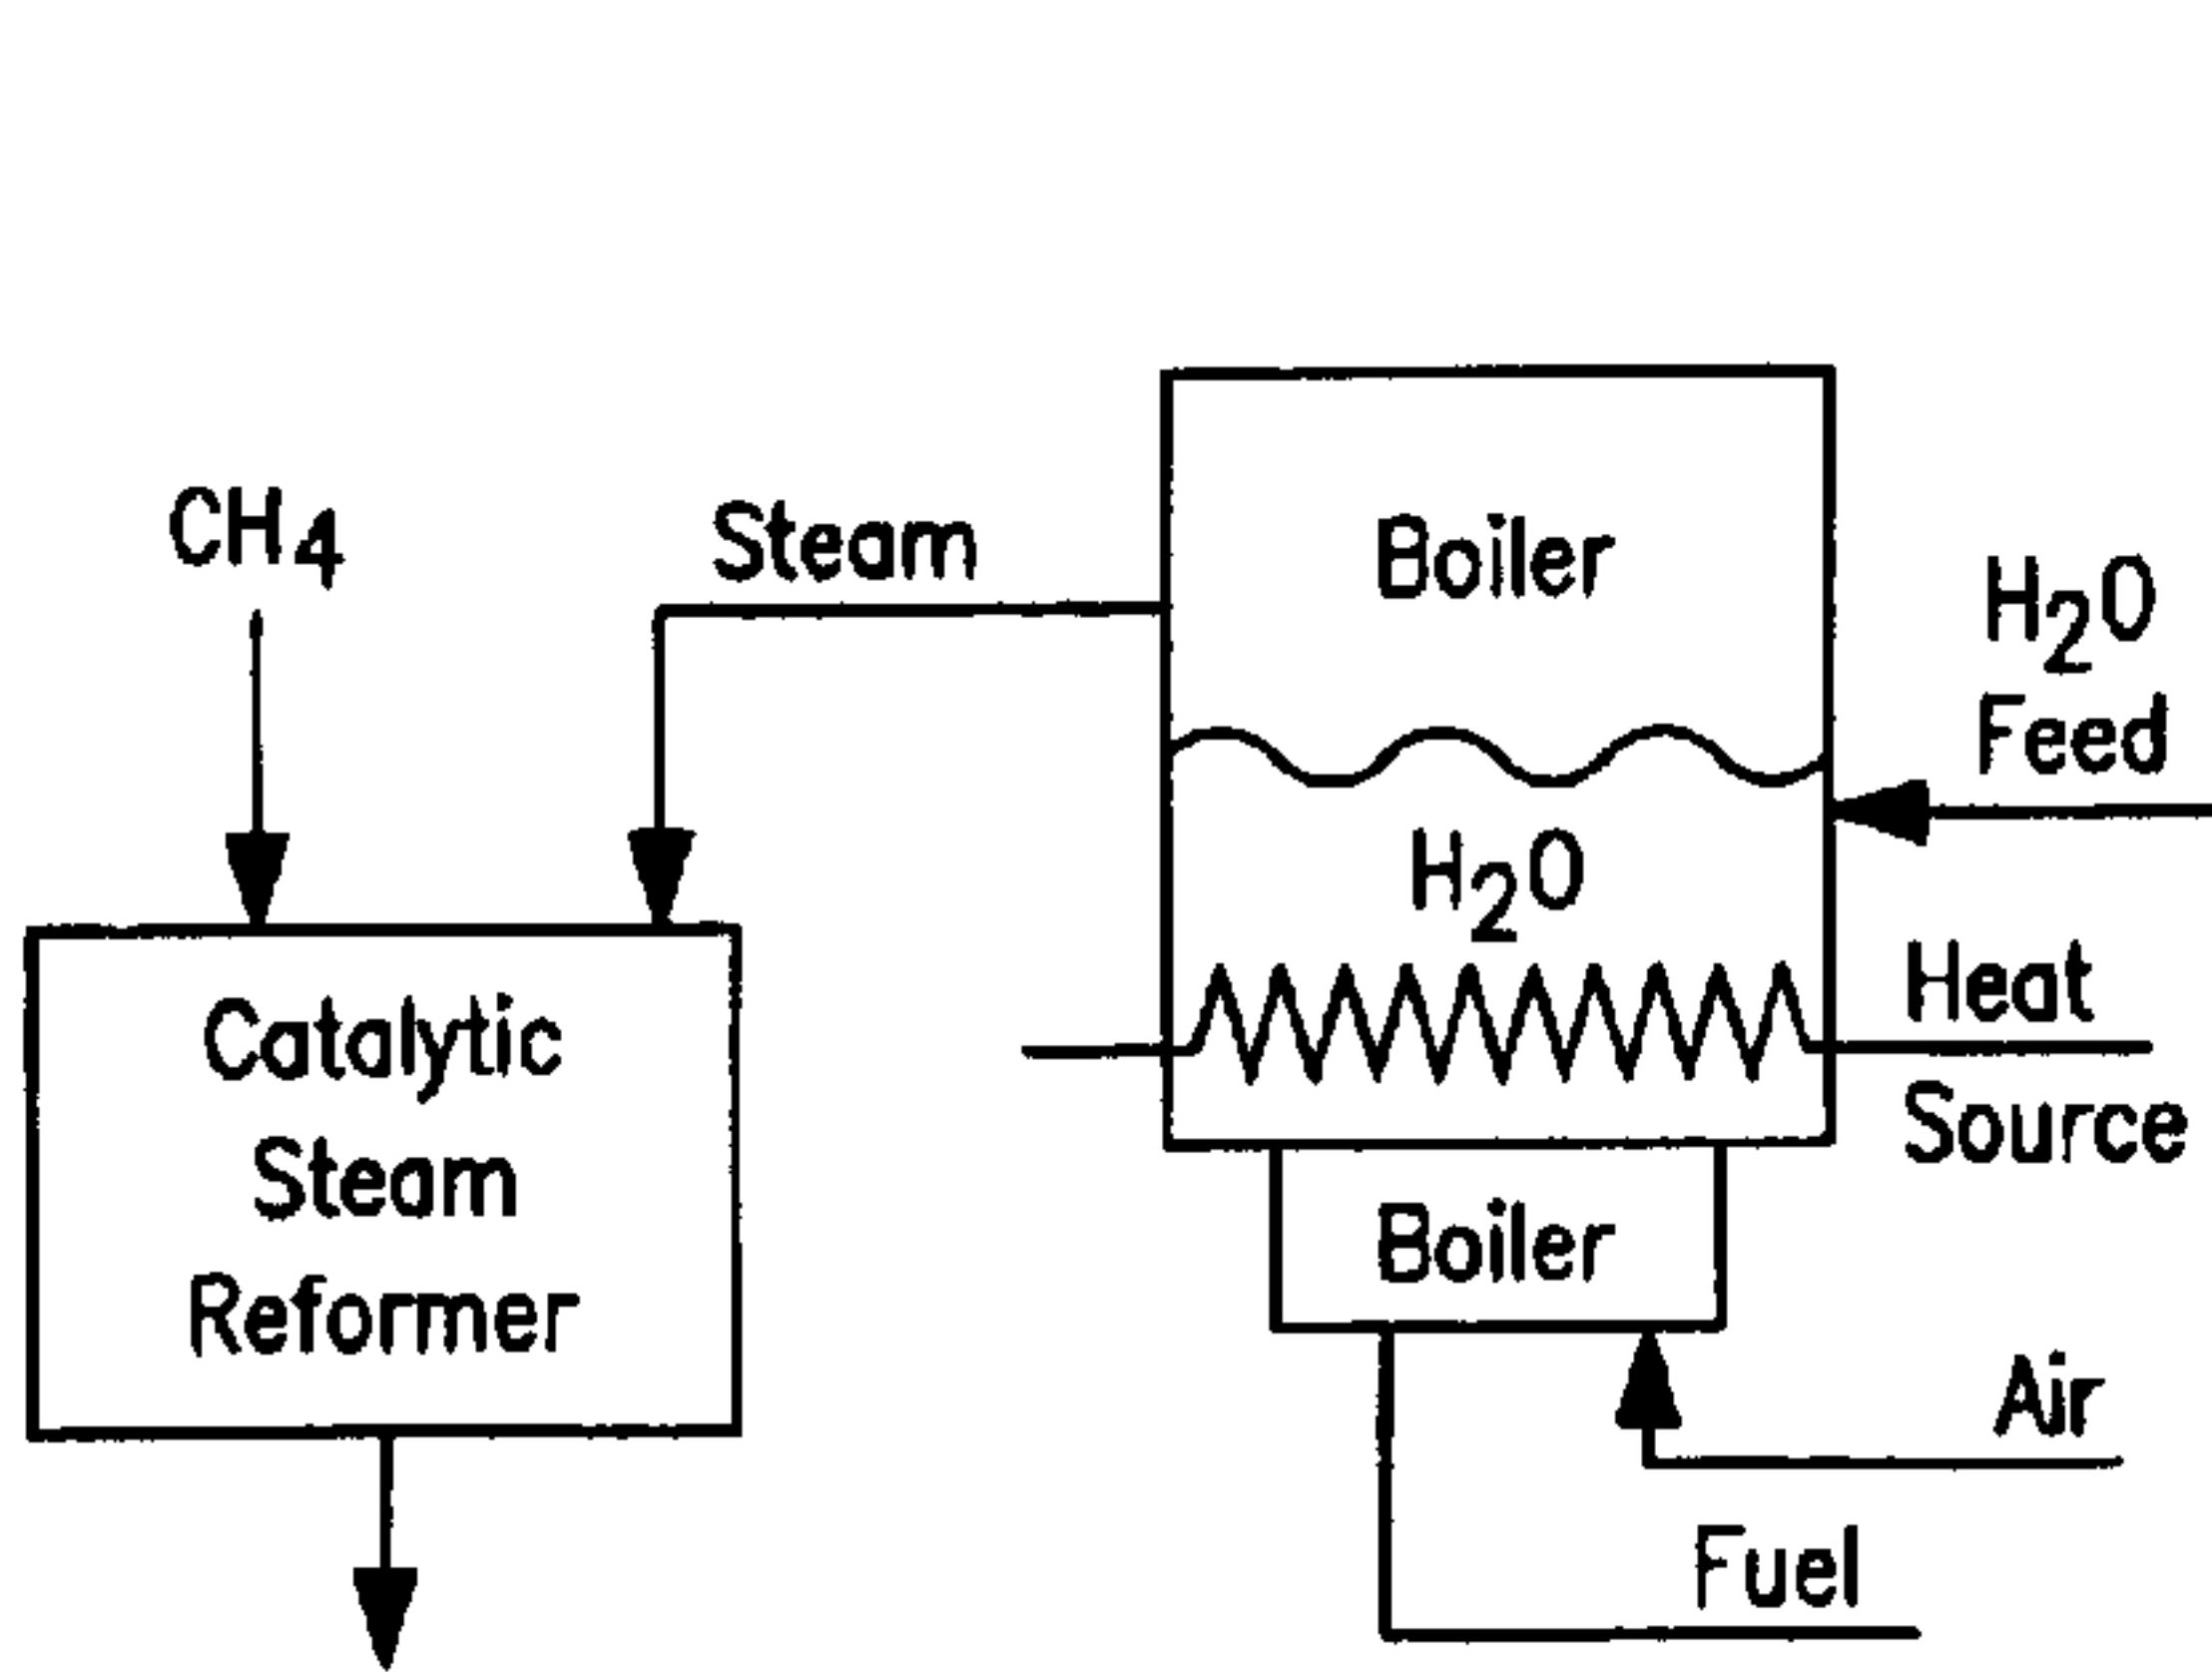 CH4
Steam
Boiler
H2O
Feed
H2O
Heat
Source
Catalytic
Steam
Reformer
Boiler
Air
Fuel